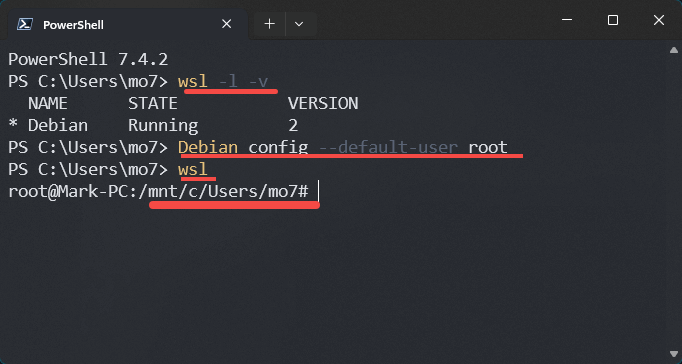 PowerShell
PowerShell 7.4.2
PS C:\Users\mo7> wsl -l -v
  NAME      STATE           VERSION
* Debian    Running         2
PS C:\Users\mo7> Debian config --default-user root
PS C:\Users\mo7> wsl
root@Mark-PC:/mnt/c/Users/mo7#